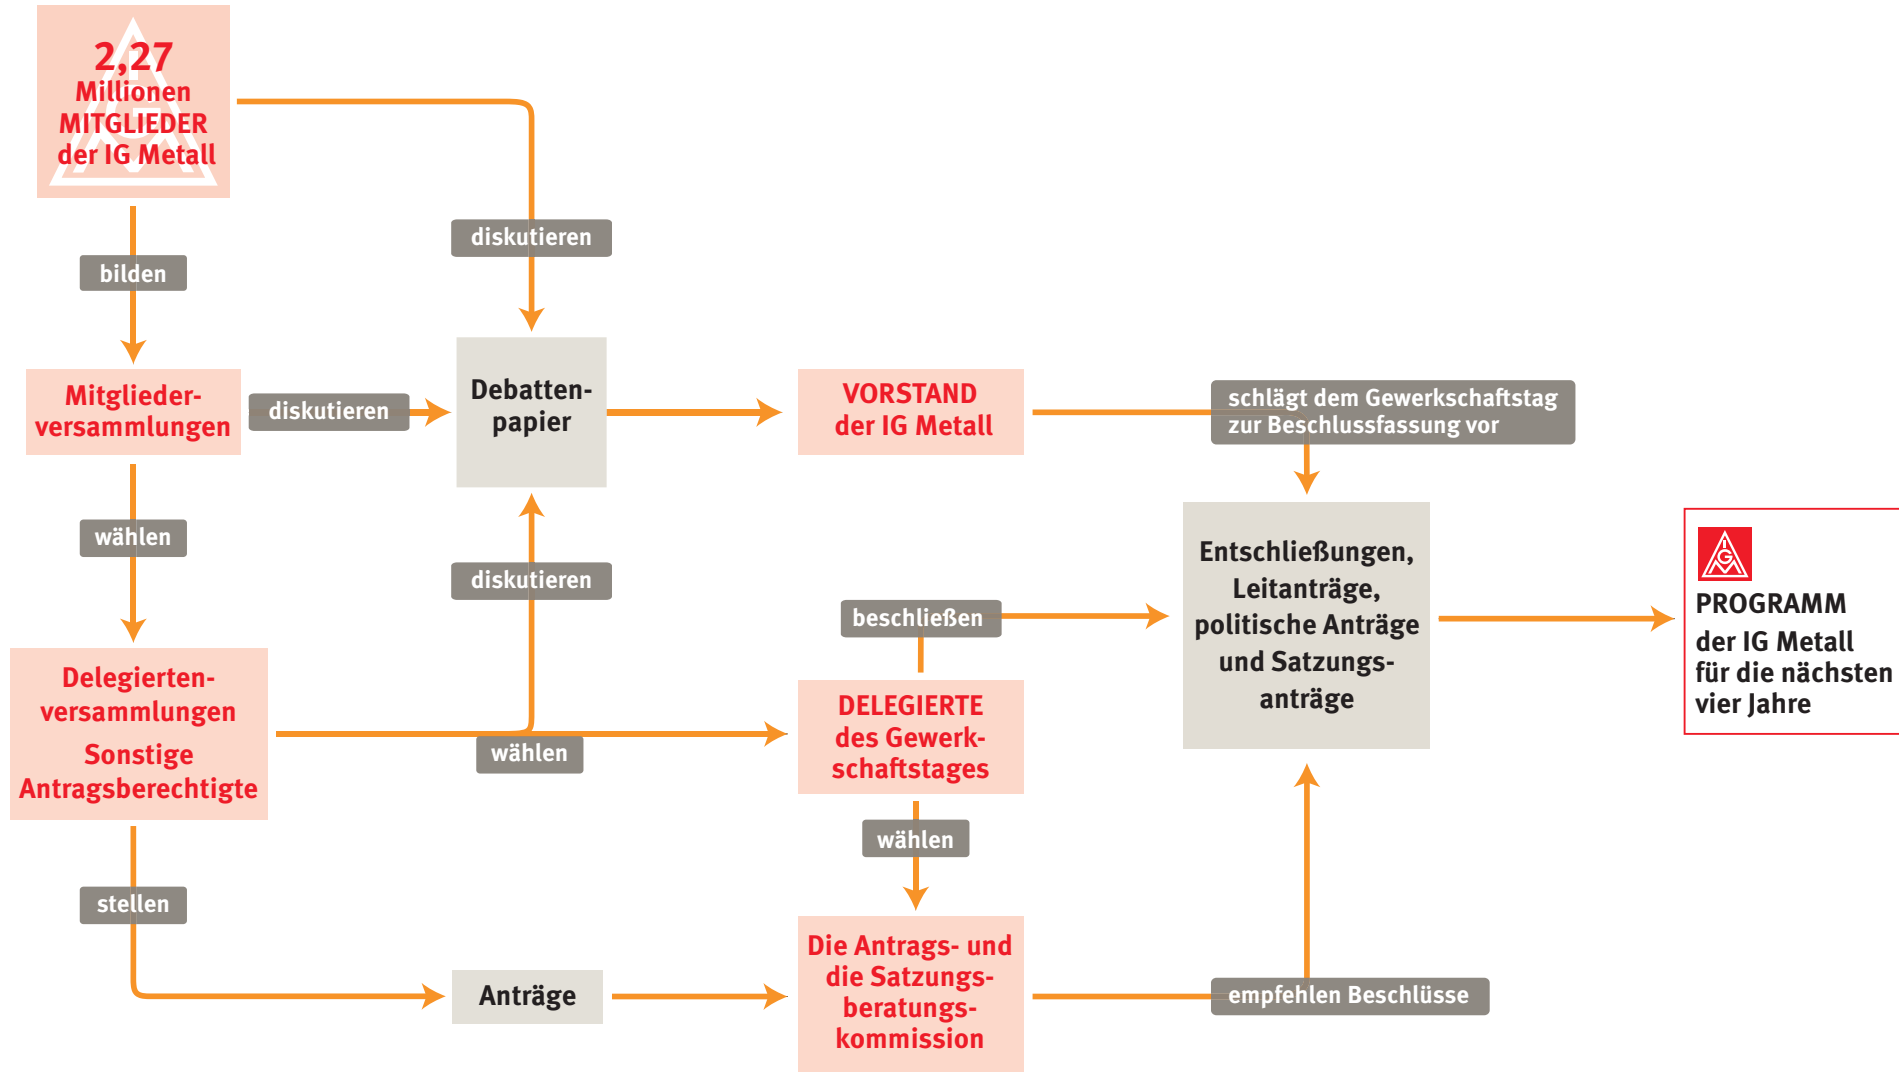 2,27
Millionen
MITGLIEDER
der IG Metall
diskutieren
bilden
Mitglieder-
versammlungen
diskutieren
Debatten-
papier
VORSTAND
der IG Metall
schlägt dem Gewerkschaftstag
zur Beschlussfassung vor
wählen
diskutieren
beschließen
Entschließungen,
Leitanträge,
politische Anträge
und Satzungs-
anträge
IGM
PROGRAMM
der IG Metall
für die nächsten
vier Jahre
Delegierten-
versammlungen
Sonstige
Antragsberechtigte
wählen
DELEGIERTE
des Gewerk-
schaftstages
wählen
stellen
Anträge
Die Antrags- und
die Satzungs-
beratungs-
kommission
empfehlen Beschlüsse